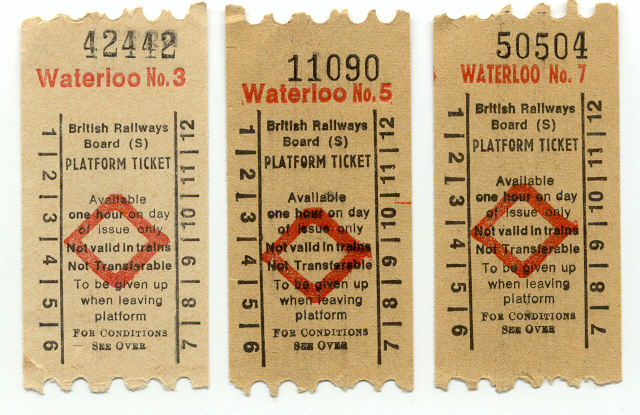 42442
Waterloo No. 3
British Railways
Board (S)
PLATFORM TICKET
Available
one hour on day
of issue only
Not valid in trains
Not Transferable
To be given up
when leaving
platform
FOR CONDITIONS
SEE OVER
1 2 3 4 5 6
7 8 9 10 11 12
11090
Waterloo No. 5
British Railways
Board (S)
PLATFORM TICKET
Available
one hour on day
of issue only
Not valid in trains
Not Transferable
To be given up
when leaving
platform
FOR CONDITIONS
SEE OVER
1 2 3 4 5 6
7 8 9 10 11 12
50504
WATERLOO No. 7
British Railways
Board (S)
PLATFORM TICKET
Available
one hour on day
of issue only
Not valid in trains
Not Transferable
To be given up
when leaving
platform
FOR CONDITIONS
SEE OVER
1 2 3 4 5 6
7 8 9 10 11 12